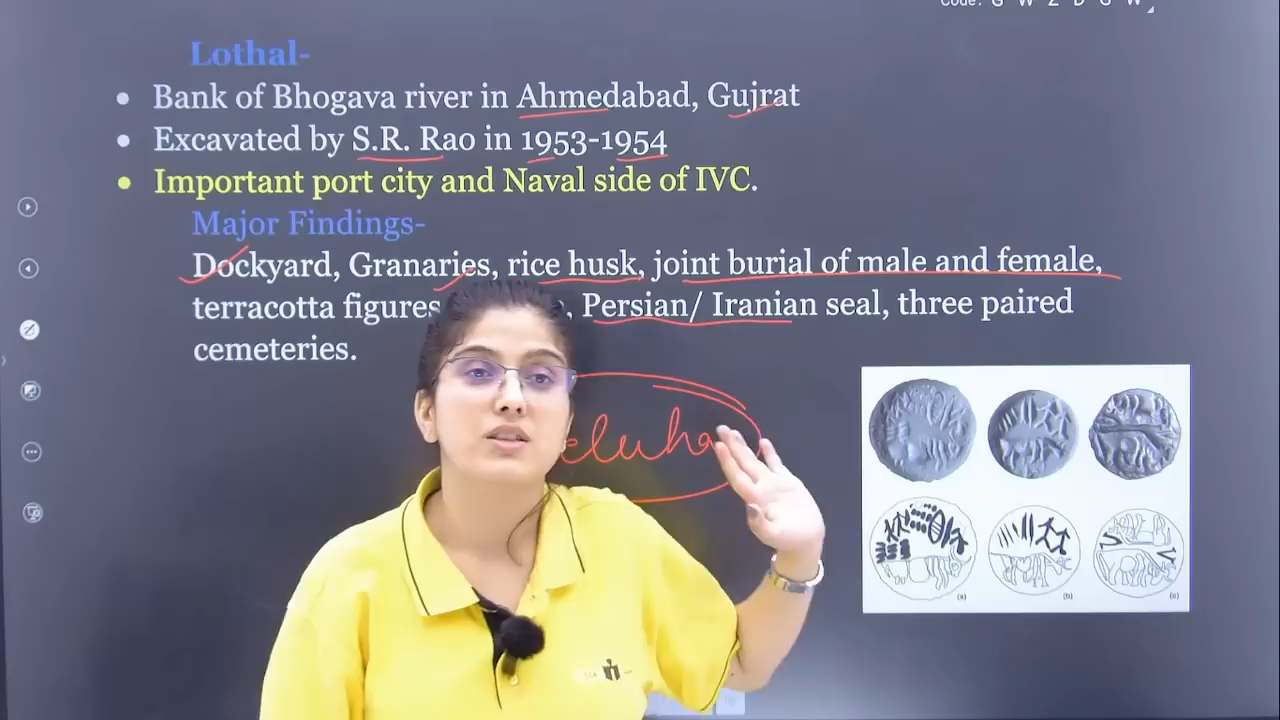 Code: G W Z D G W
Lothal-
Bank of Bhogava river in Ahmedabad, Gujrat
Excavated by S.R. Rao in 1953-1954
Important port city and Naval side of IVC.
Major Findings-
Dockyard, Granaries, rice husk, joint burial of male and female,
terracotta figures , Persian/ Iranian seal, three paired
cemeteries.
eluha
(a) (b) (c)